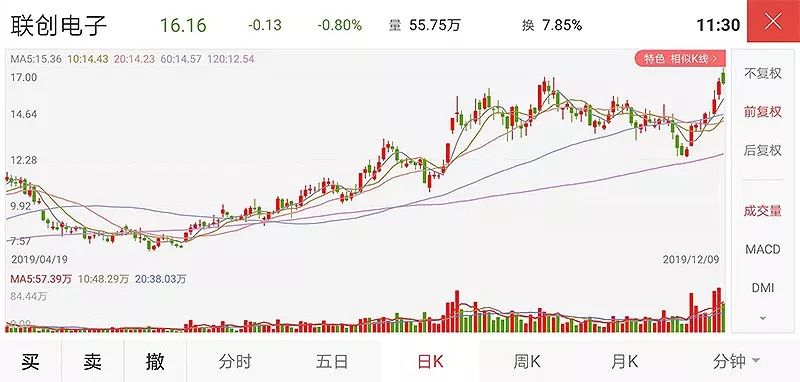 联创电子 16.16 -0.13 -0.80% 量 55.75万 换 7.85% 11:30
MA5:15.36 10:14.43 20:14.23 60:14.57 120:12.54 特色 相似K线 >
17.00
14.64
12.28
9.92
7.57
2019/04/19 2019/12/09
不复权
前复权
后复权
成交量
MACD
DMI
MA5:57.39万 10:48.29万 20:38.03万
84.44万
0.00
买 卖 撤 分时 五日 日K 周K 月K 分钟